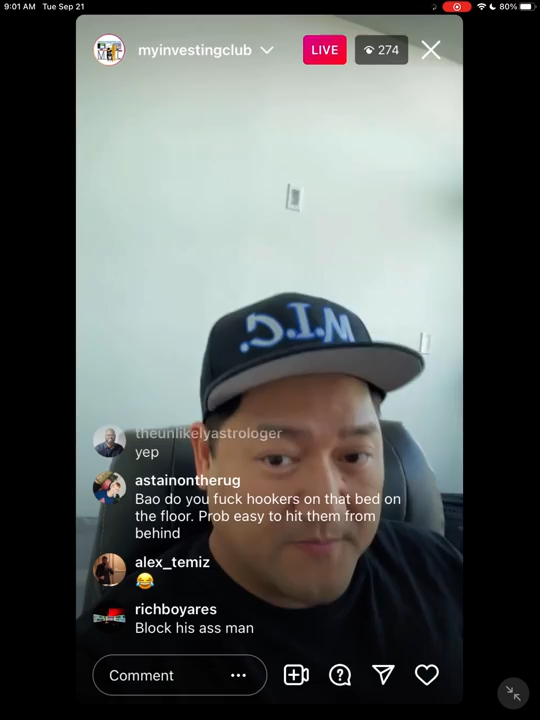 9:01 AM Tue Sep 21
80%
myinvestingclub
LIVE
274
M.I.C.
theunlikelyastrologer
yep
astainontherug
Bao do you fuck hookers on that bed on
the floor. Prob easy to hit them from
behind
alex_temiz
😂
richboyares
Block his ass man
Comment